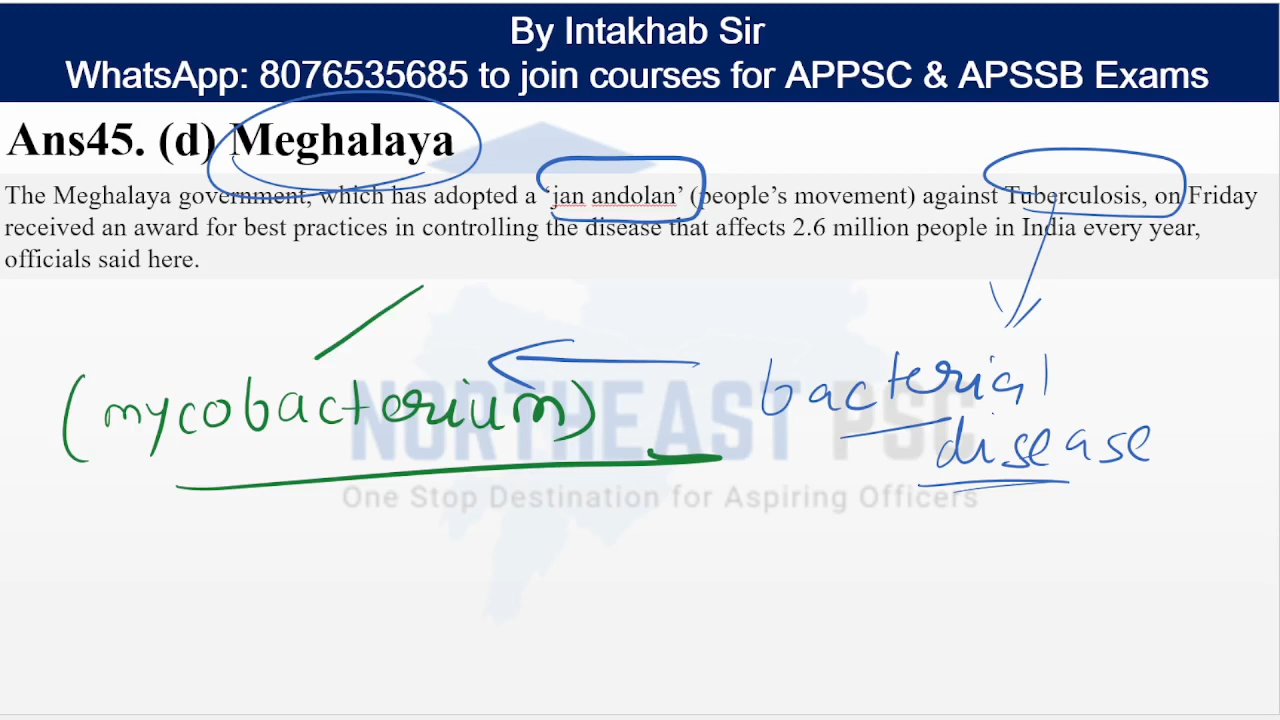 By Intakhab Sir
WhatsApp: 8076535685 to join courses for APPSC & APSSB Exams
Ans45. (d) Meghalaya
The Meghalaya government, which has adopted a ‘jan andolan’ (people’s movement) against Tuberculosis, on Friday
received an award for best practices in controlling the disease that affects 2.6 million people in India every year,
officials said here.
(mycobacterium)
bacterial
disease
NORTHEAST PSC
One Stop Destination for Aspiring Officers